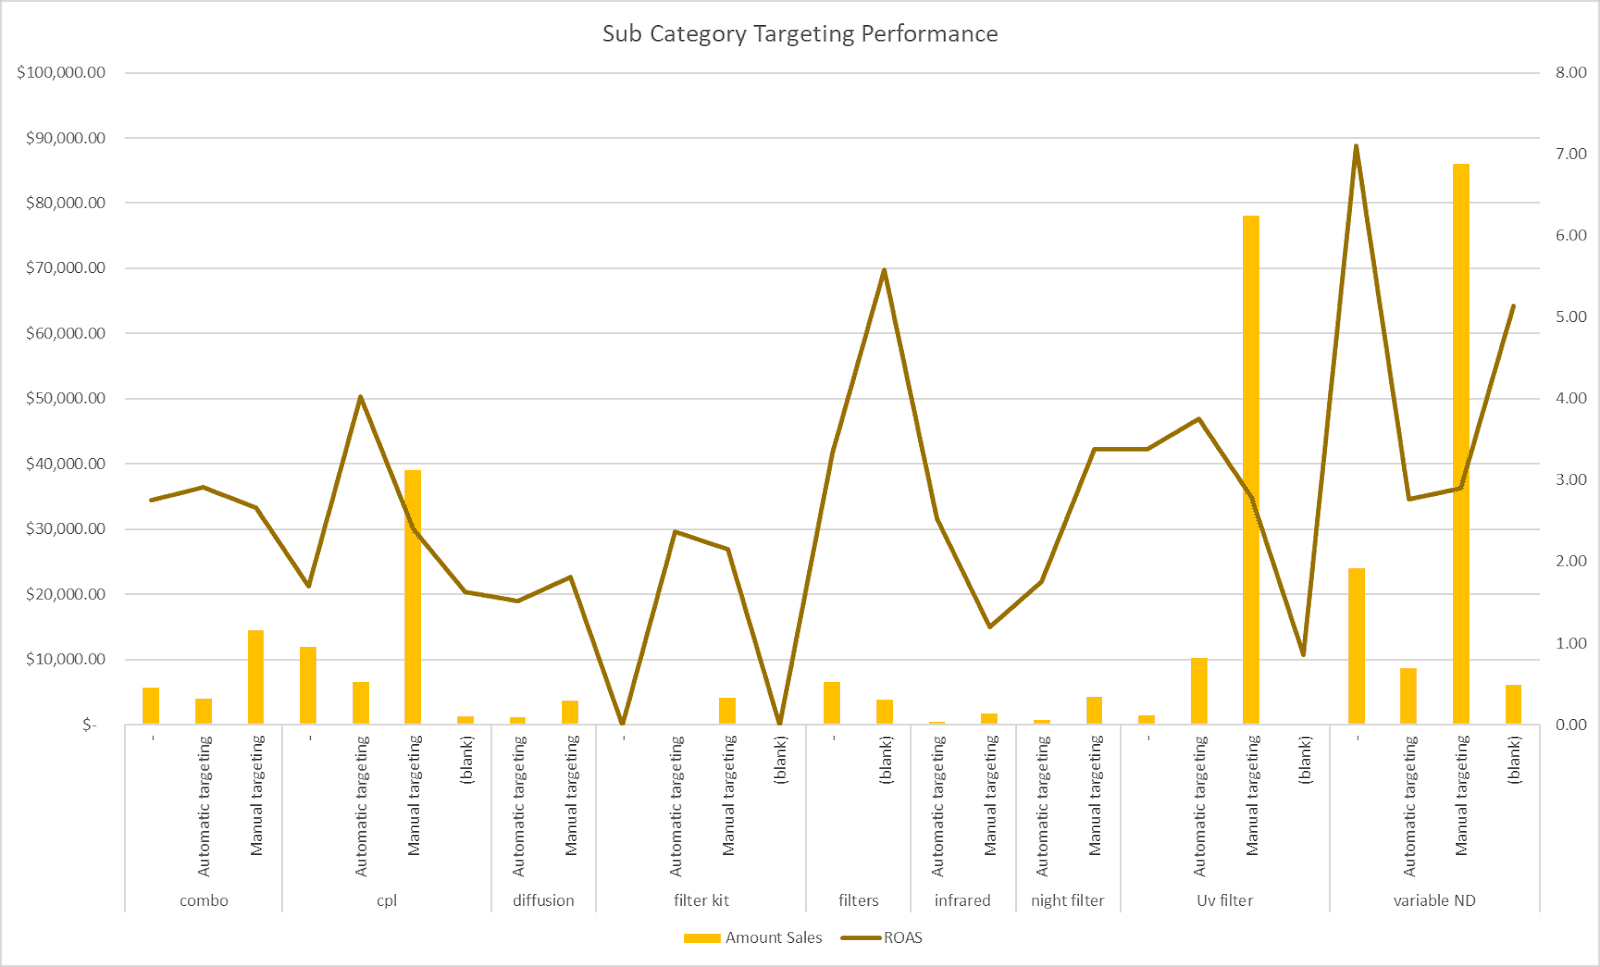 Sub Category Targeting Performance
$100,000.00
$90,000.00
$80,000.00
$70,000.00
$60,000.00
$50,000.00
$40,000.00
$30,000.00
$20,000.00
$10,000.00
$-
8.00
7.00
6.00
5.00
4.00
3.00
2.00
1.00
0.00
-
Automatic targeting
Manual targeting
-
Automatic targeting
Manual targeting
(blank)
Automatic targeting
Manual targeting
-
Automatic targeting
Manual targeting
(blank)
-
(blank)
Automatic targeting
Manual targeting
Automatic targeting
Manual targeting
-
Automatic targeting
Manual targeting
(blank)
-
Automatic targeting
Manual targeting
(blank)
combo
cpl
diffusion
filter kit
filters
infrared
night filter
Uv filter
variable ND
Amount Sales
ROAS